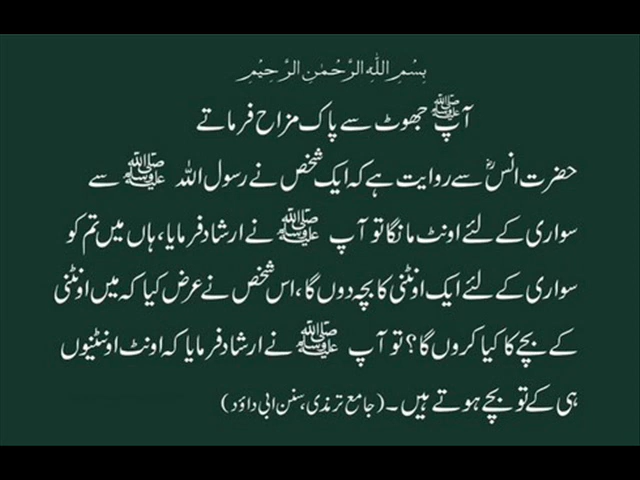 بِسْمِ اللهِ الرَّحْمٰنِ الرَّحِيْمِ
آپ ﷺ جھوٹ سے پاک مزاح فرماتے
حضرت انسؓ سے روایت ہے کہ ایک شخص نے رسول اللہ ﷺ سے
سواری کے لئے اونٹ مانگا تو آپ ﷺ نے ارشاد فرمایا، ہاں میں تم کو
سواری کے لئے ایک اونٹنی کا بچہ دوں گا، اس شخص نے عرض کیا کہ میں اونٹنی
کے بچے کا کیا کروں گا؟ تو آپ ﷺ نے ارشاد فرمایا کہ اونٹ اونٹنیوں
ہی کے تو بچے ہوتے ہیں۔ (جامع ترمذی، سنن ابی داؤد)